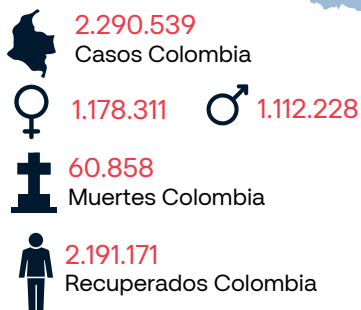 2.290.539
Casos Colombia
1.178.311 1.112.228
60.858
Muertes Colombia
2.191.171
Recuperados Colombia